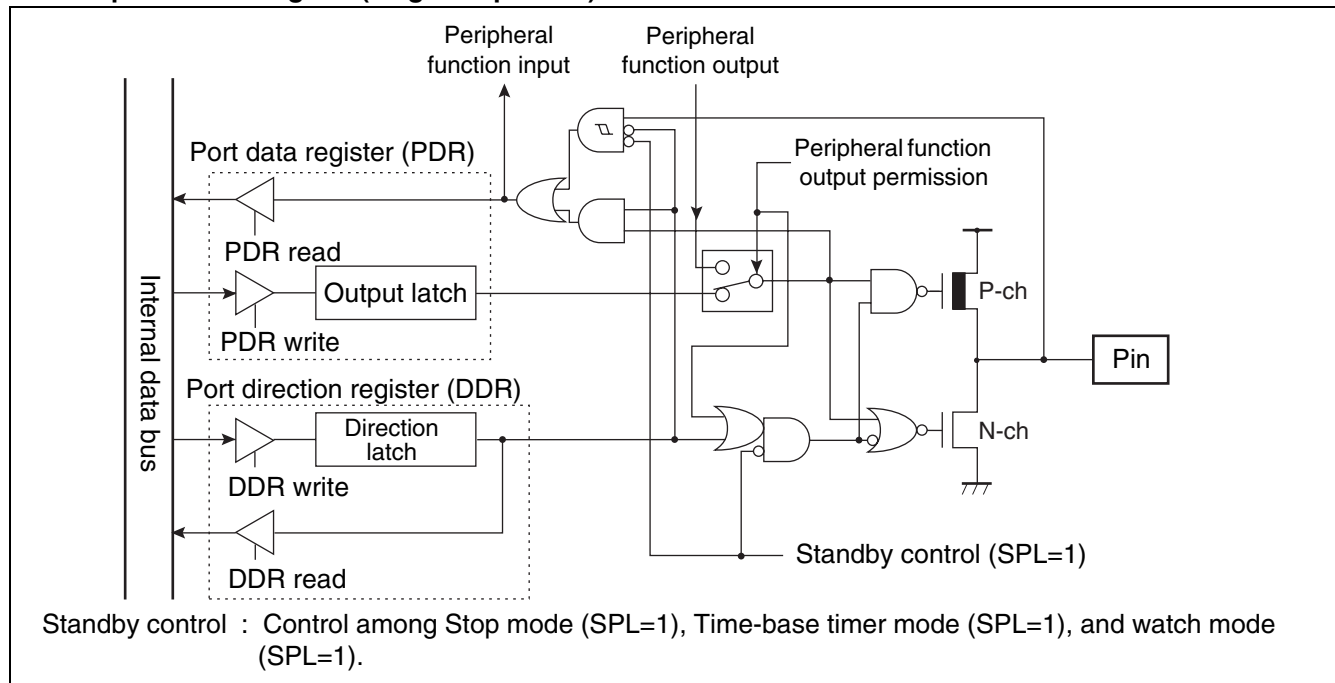 Peripheral
function input
Peripheral
function output
Port data register (PDR)
Peripheral function
output permission
PDR read
Output latch
P-ch
PDR write
Pin
Internal data bus
Port direction register (DDR)
Direction
latch
N-ch
DDR write
Standby control (SPL=1)
DDR read
Standby control : Control among Stop mode (SPL=1), Time-base timer mode (SPL=1), and watch mode
(SPL=1).